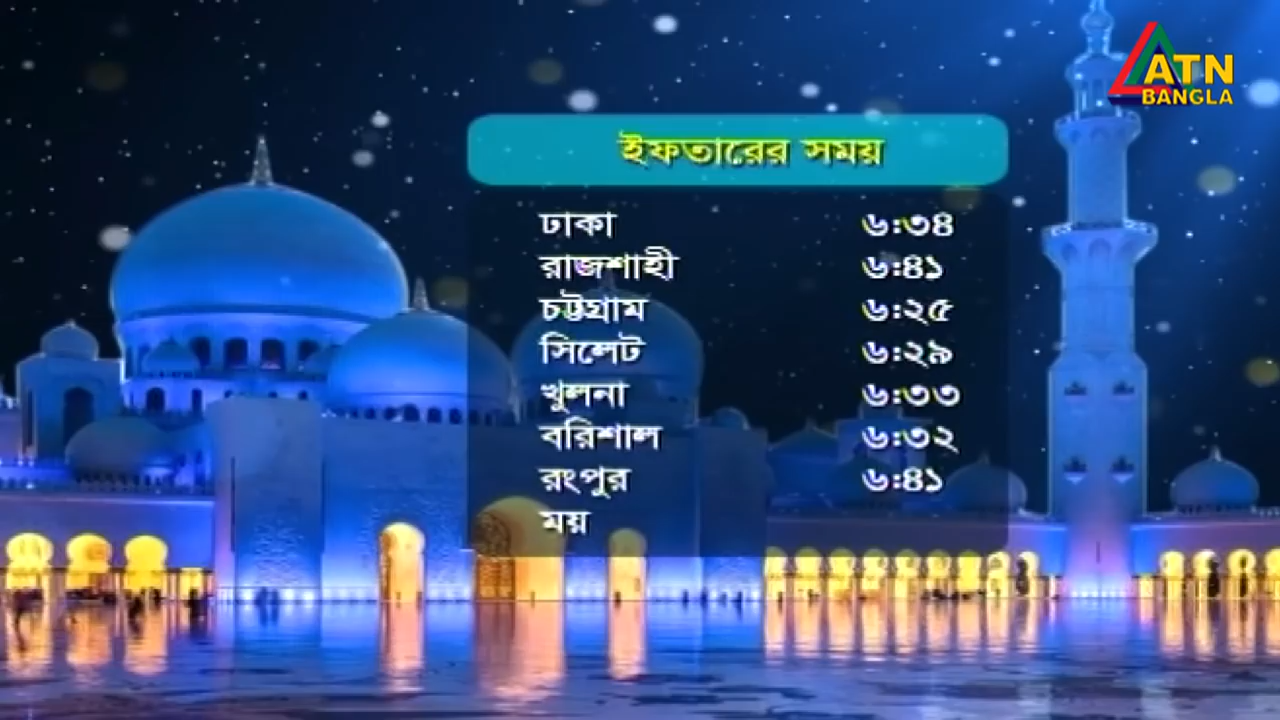 ATN
BANGLA
ইফতারের সময়
ঢাকা ৬:৩৪
রাজশাহী ৬:৪১
চট্টগ্রাম ৬:২৫
সিলেট ৬:২৯
খুলনা ৬:৩৩
বরিশাল ৬:৩২
রংপুর ৬:৪১
ময়